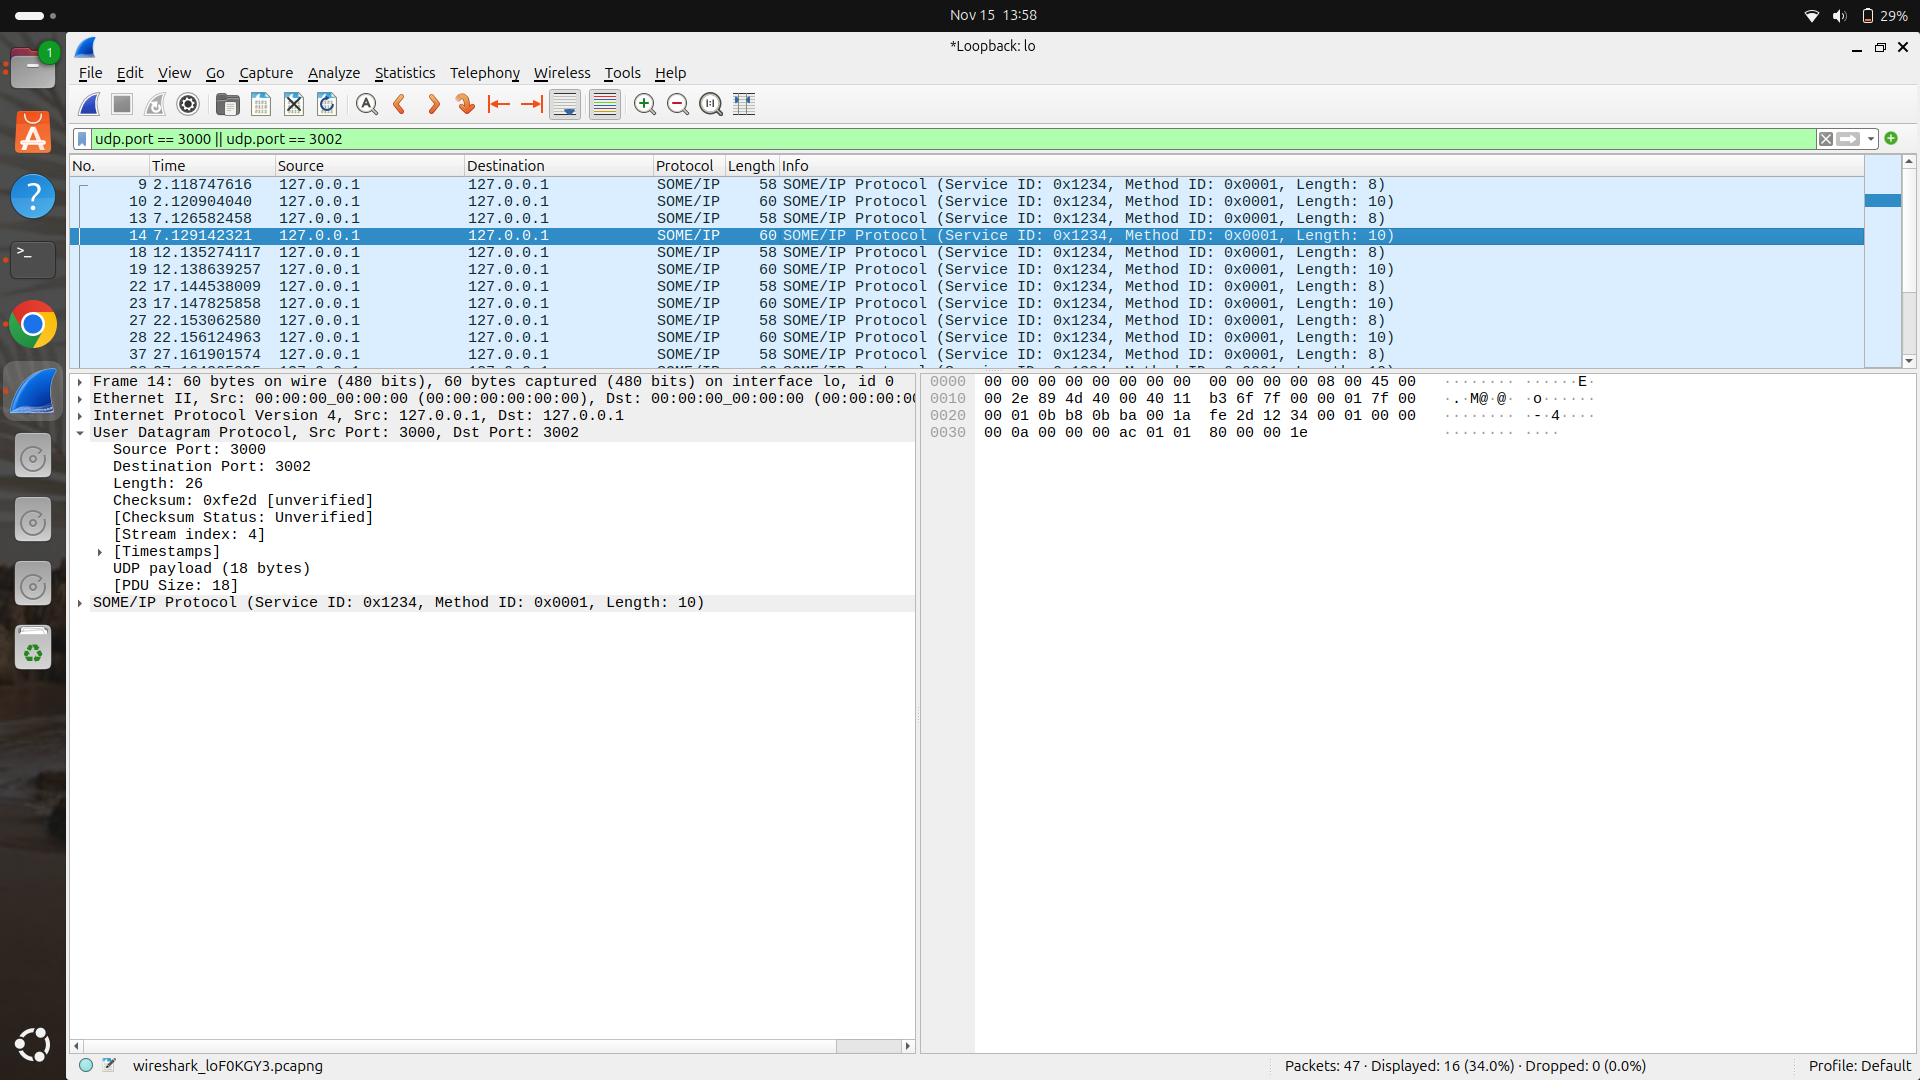 Nov 15 13:58
29%
1
*Loopback: lo
File Edit View Go Capture Analyze Statistics Telephony Wireless Tools Help
udp.port == 3000 || udp.port == 3002
No. Time Source Destination Protocol Length Info
9 2.118747616 127.0.0.1 127.0.0.1 SOME/IP 58 SOME/IP Protocol (Service ID: 0x1234, Method ID: 0x0001, Length: 8)
10 2.120904040 127.0.0.1 127.0.0.1 SOME/IP 60 SOME/IP Protocol (Service ID: 0x1234, Method ID: 0x0001, Length: 10)
13 7.126582458 127.0.0.1 127.0.0.1 SOME/IP 58 SOME/IP Protocol (Service ID: 0x1234, Method ID: 0x0001, Length: 8)
14 7.129142321 127.0.0.1 127.0.0.1 SOME/IP 60 SOME/IP Protocol (Service ID: 0x1234, Method ID: 0x0001, Length: 10)
18 12.135274117 127.0.0.1 127.0.0.1 SOME/IP 58 SOME/IP Protocol (Service ID: 0x1234, Method ID: 0x0001, Length: 8)
19 12.138639257 127.0.0.1 127.0.0.1 SOME/IP 60 SOME/IP Protocol (Service ID: 0x1234, Method ID: 0x0001, Length: 10)
22 17.144538009 127.0.0.1 127.0.0.1 SOME/IP 58 SOME/IP Protocol (Service ID: 0x1234, Method ID: 0x0001, Length: 8)
23 17.147825858 127.0.0.1 127.0.0.1 SOME/IP 60 SOME/IP Protocol (Service ID: 0x1234, Method ID: 0x0001, Length: 10)
27 22.153062580 127.0.0.1 127.0.0.1 SOME/IP 58 SOME/IP Protocol (Service ID: 0x1234, Method ID: 0x0001, Length: 8)
28 22.156124963 127.0.0.1 127.0.0.1 SOME/IP 60 SOME/IP Protocol (Service ID: 0x1234, Method ID: 0x0001, Length: 10)
37 27.161901574 127.0.0.1 127.0.0.1 SOME/IP 58 SOME/IP Protocol (Service ID: 0x1234, Method ID: 0x0001, Length: 8)
Frame 14: 60 bytes on wire (480 bits), 60 bytes captured (480 bits) on interface lo, id 0
Ethernet II, Src: 00:00:00_00:00:00 (00:00:00:00:00:00), Dst: 00:00:00_00:00:00 (00:00:00:00
Internet Protocol Version 4, Src: 127.0.0.1, Dst: 127.0.0.1
User Datagram Protocol, Src Port: 3000, Dst Port: 3002
Source Port: 3000
Destination Port: 3002
Length: 26
Checksum: 0xfe2d [unverified]
[Checksum Status: Unverified]
[Stream index: 4]
[Timestamps]
UDP payload (18 bytes)
[PDU Size: 18]
SOME/IP Protocol (Service ID: 0x1234, Method ID: 0x0001, Length: 10)
0000 00 00 00 00 00 00 00 00 00 00 00 00 08 00 45 00 ········ ······E·
0010 00 2e 89 4d 40 00 40 11 b3 6f 7f 00 00 01 7f 00 ·.·M@·@· ·o······
0020 00 01 0b b8 0b ba 00 1a fe 2d 12 34 00 01 00 00 ········ ·-·4····
0030 00 0a 00 00 00 ac 01 01 80 00 00 1e ········ ····
wireshark_loF0KGY3.pcapng
Packets: 47 · Displayed: 16 (34.0%) · Dropped: 0 (0.0%)
Profile: Default